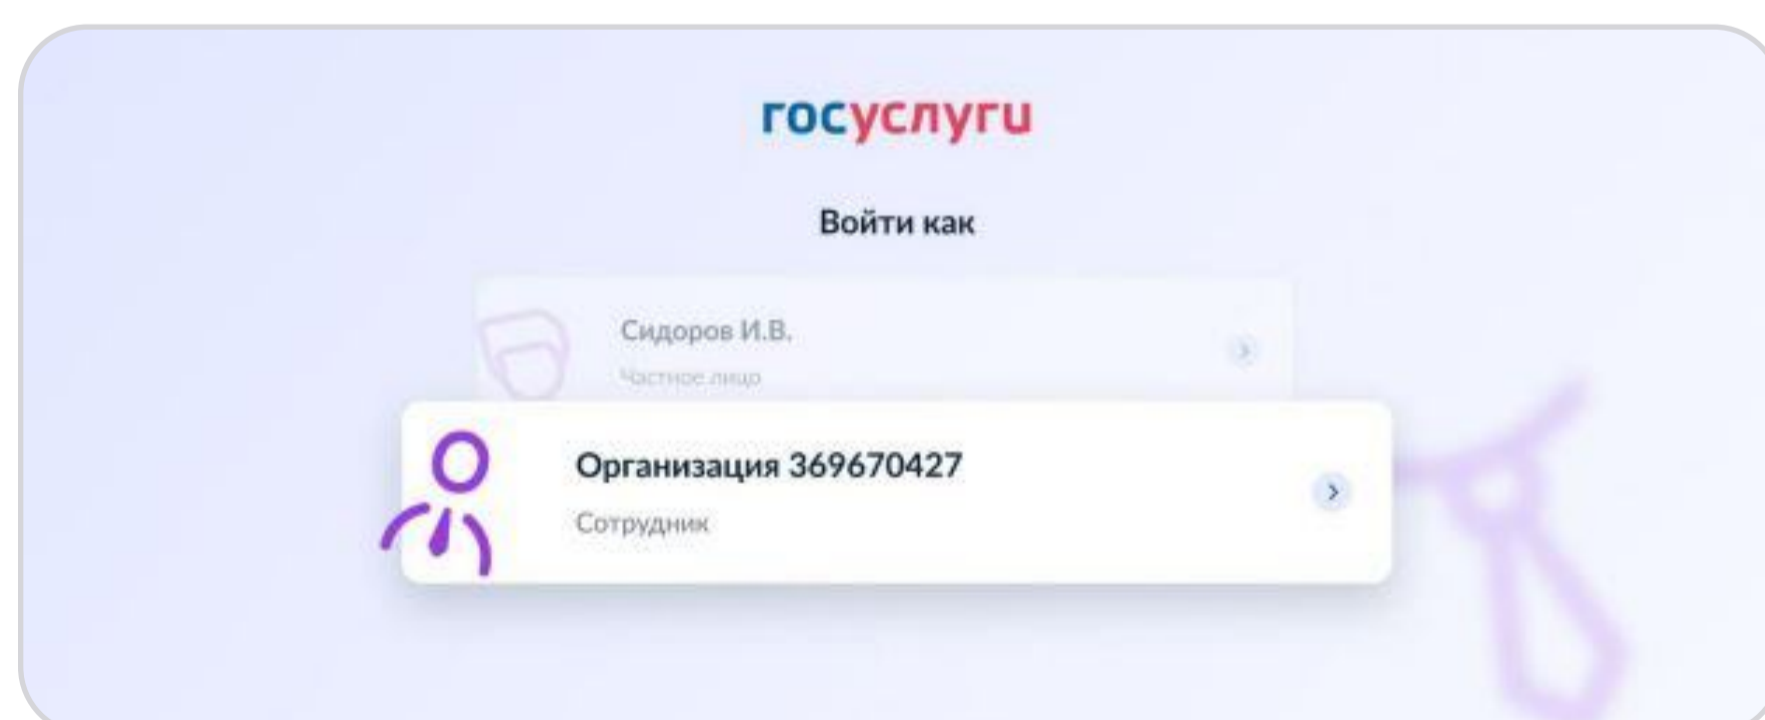 госуслуги
Войти как
Сидоров И.В.
Частное лицо
Организация 369670427
Сотрудник